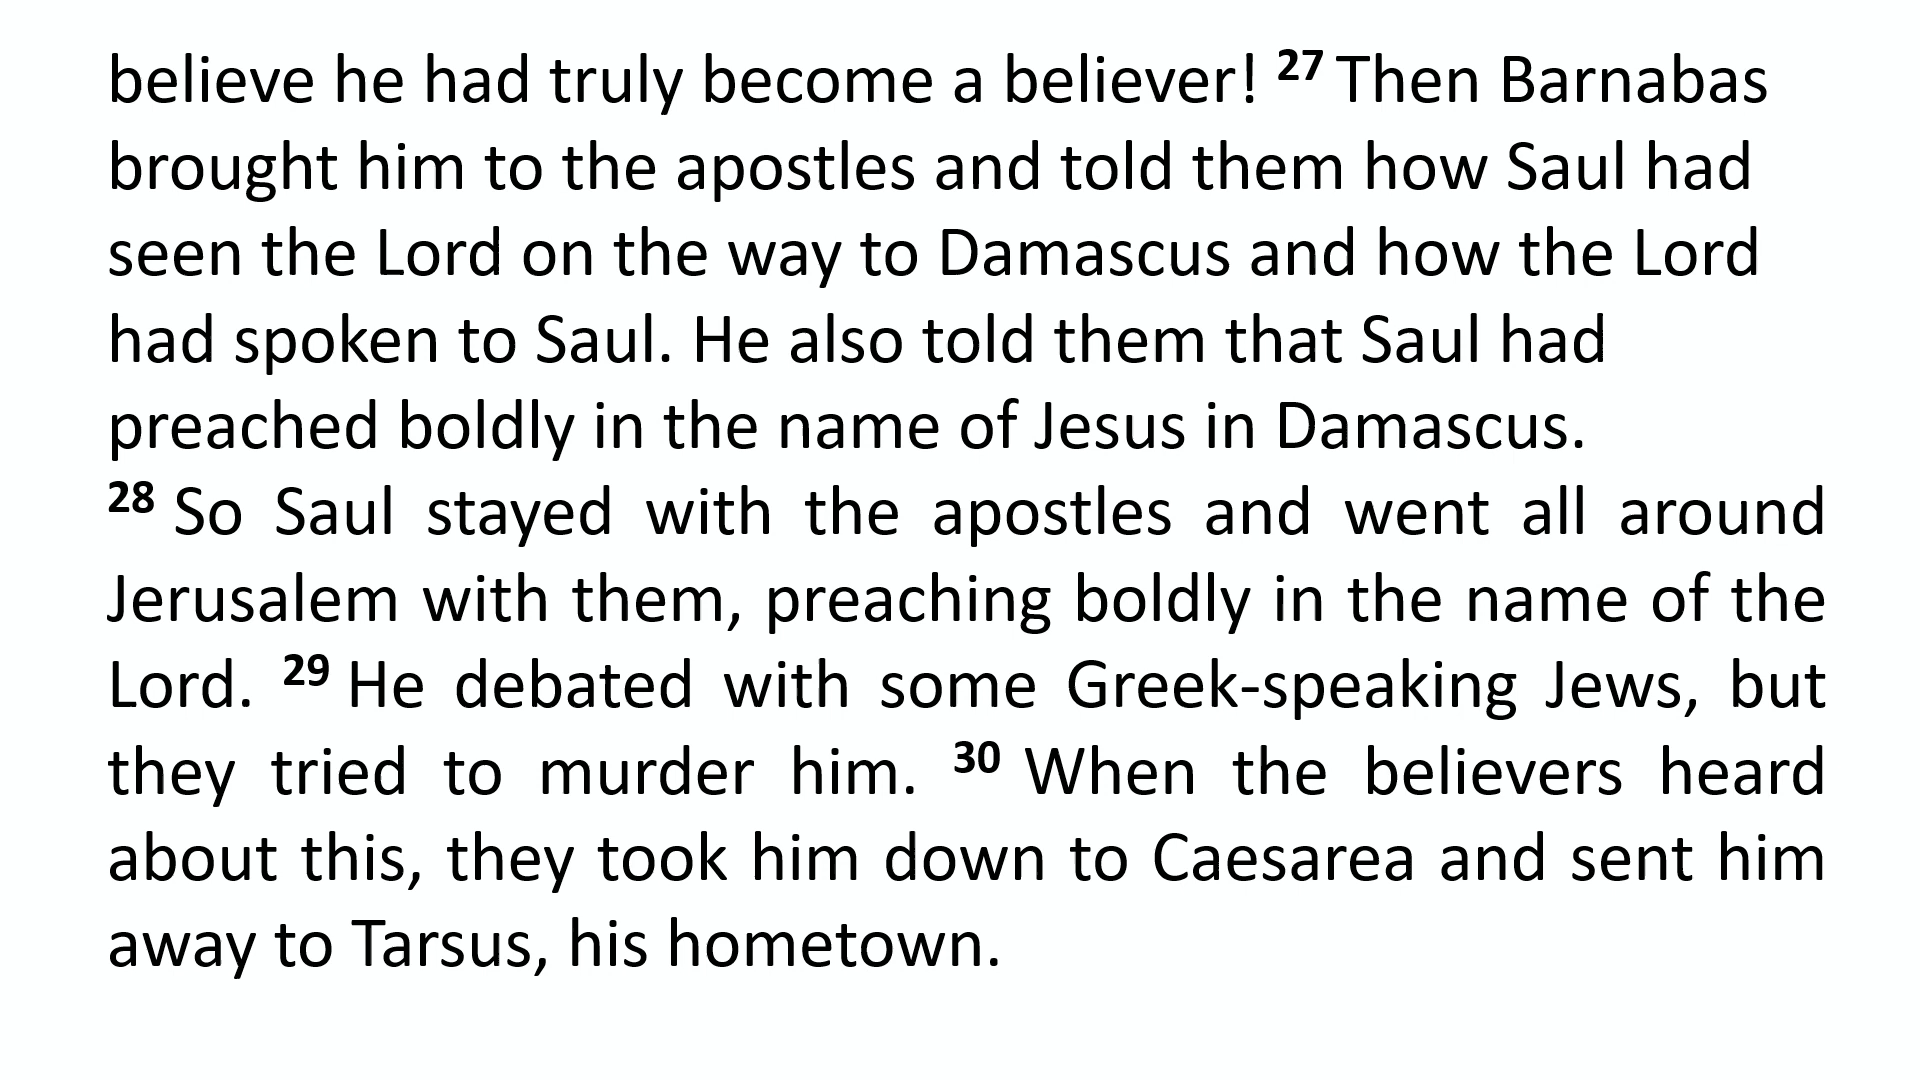 believe he had truly become a believer! 27 Then Barnabas
brought him to the apostles and told them how Saul had
seen the Lord on the way to Damascus and how the Lord
had spoken to Saul. He also told them that Saul had
preached boldly in the name of Jesus in Damascus.
28 So Saul stayed with the apostles and went all around
Jerusalem with them, preaching boldly in the name of the
Lord. 29 He debated with some Greek-speaking Jews, but
they tried to murder him. 30 When the believers heard
about this, they took him down to Caesarea and sent him
away to Tarsus, his hometown.